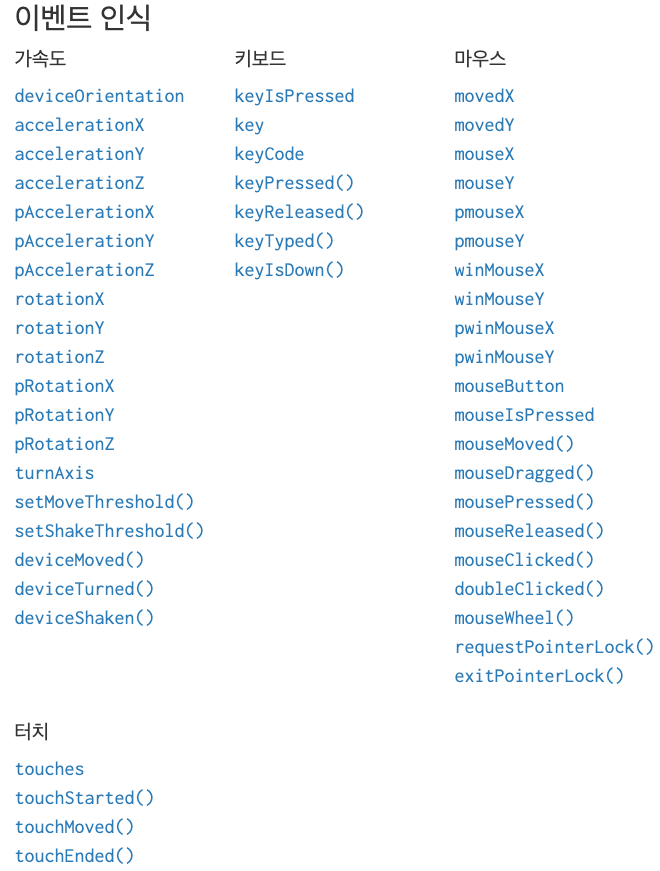 이벤트 인식
가속도
deviceOrientation
accelerationX
accelerationY
accelerationZ
pAccelerationX
pAccelerationY
pAccelerationZ
rotationX
rotationY
rotationZ
pRotationX
pRotationY
pRotationZ
turnAxis
setMoveThreshold()
setShakeThreshold()
deviceMoved()
deviceTurned()
deviceShaken()
키보드
keyIsPressed
key
keyCode
keyPressed()
keyReleased()
keyTyped()
keyIsDown()
마우스
movedX
movedY
mouseX
mouseY
pmouseX
pmouseY
winMouseX
winMouseY
pwinMouseX
pwinMouseY
mouseButton
mouseIsPressed
mouseMoved()
mouseDragged()
mousePressed()
mouseReleased()
mouseClicked()
doubleClicked()
mouseWheel()
requestPointerLock()
exitPointerLock()
터치
touches
touchStarted()
touchMoved()
touchEnded()